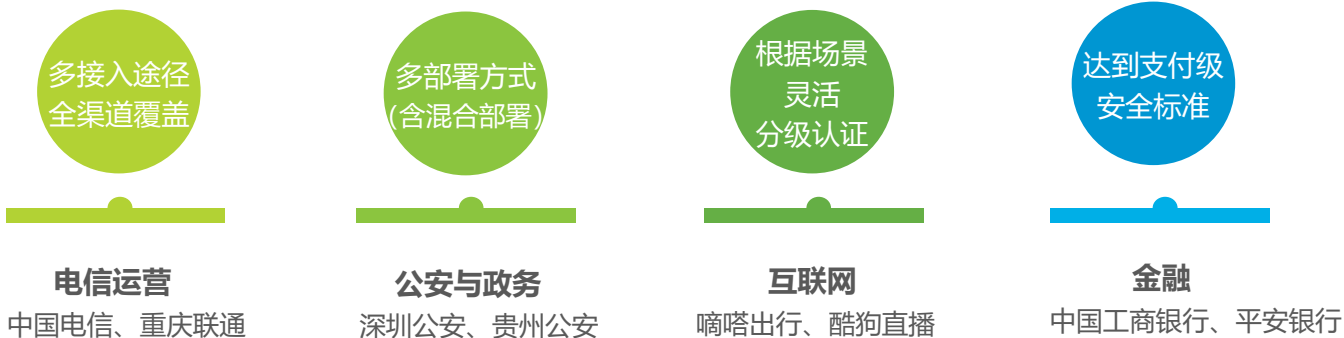 多接入途径
全渠道覆盖
多部署方式
(含混合部署)
根据场景
灵活
分级认证
达到支付级
安全标准
电信运营
中国电信、重庆联通
公安与政务
深圳公安、贵州公安
互联网
嘀嗒出行、酷狗直播
金融
中国工商银行、平安银行